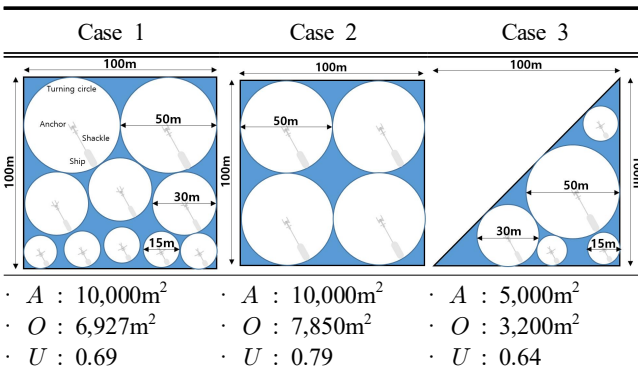 Case 1 Case 2 Case 3
100m 100m 100m
Turning circle
Anchor 50m 50m
Shackle
Ship 50m
100m 100m 100m
30m 30m
15m 15m
· A : 10,000m² · A : 10,000m² · A : 5,000m²
· O : 6,927m² · O : 7,850m² · O : 3,200m²
· U : 0.69 · U : 0.79 · U : 0.64